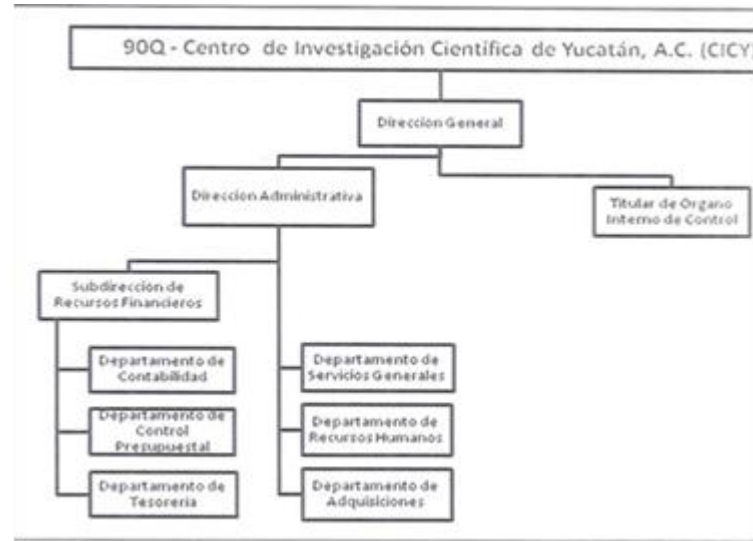 90Q - Centro de Investigación Científica de Yucatán, A.C. (CICY)
Direccion General
Direccion Administrativa
Titular de Organo
Interno de Control
Subdireccion de
Recursos Financieros
Departamento de
Contabilidad
Departamento de
Servicios Generales
Departamento de
Control
Presupuestal
Departamento de
Recursos Humanos
Departamento de
Tesoreria
Departamento de
Adquisiciones